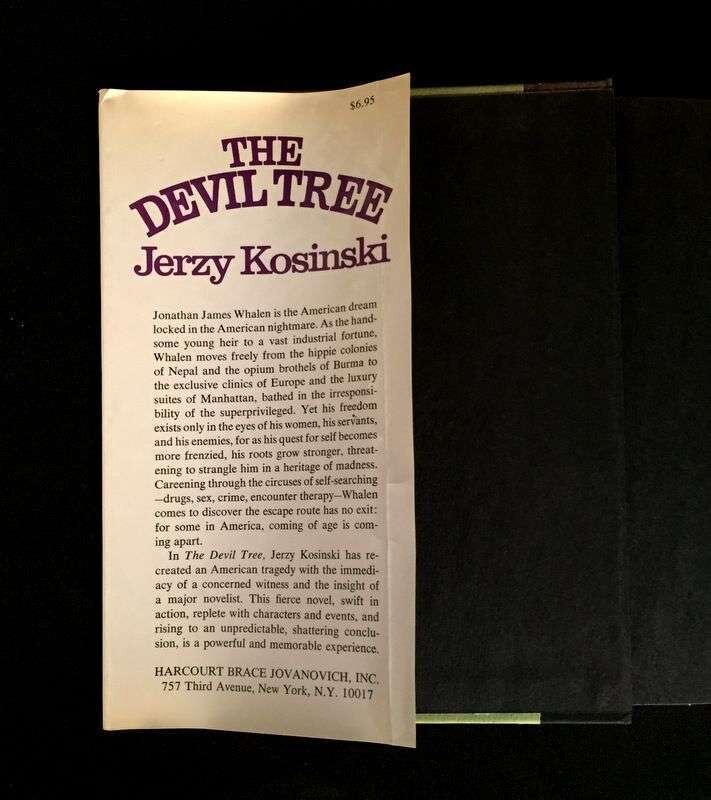 $6.95
THE
DEVIL TREE
Jerzy Kosinski
Jonathan James Whalen is the American dream
locked in the American nightmare. As the hand-
some young heir to a vast industrial fortune,
Whalen moves freely from the hippie colonies
of Nepal and the opium brothels of Burma to
the exclusive clinics of Europe and the luxury
suites of Manhattan, bathed in the irresponsi-
bility of the superprivileged. Yet his freedom
exists only in the eyes of his women, his servants,
and his enemies, for as his quest for self becomes
more frenzied, his roots grow stronger, threat-
ening to strangle him in a heritage of madness.
Careening through the circuses of self-searching
—drugs, sex, crime, encounter therapy—Whalen
comes to discover the escape route has no exit:
for some in America, coming of age is com-
ing apart.
In The Devil Tree, Jerzy Kosinski has re-
created an American tragedy with the immedi-
acy of a concerned witness and the insight of
a major novelist. This fierce novel, swift in
action, replete with characters and events, and
rising to an unpredictable, shattering conclu-
sion, is a powerful and memorable experience.
HARCOURT BRACE JOVANOVICH, INC.
757 Third Avenue, New York, N.Y. 10017